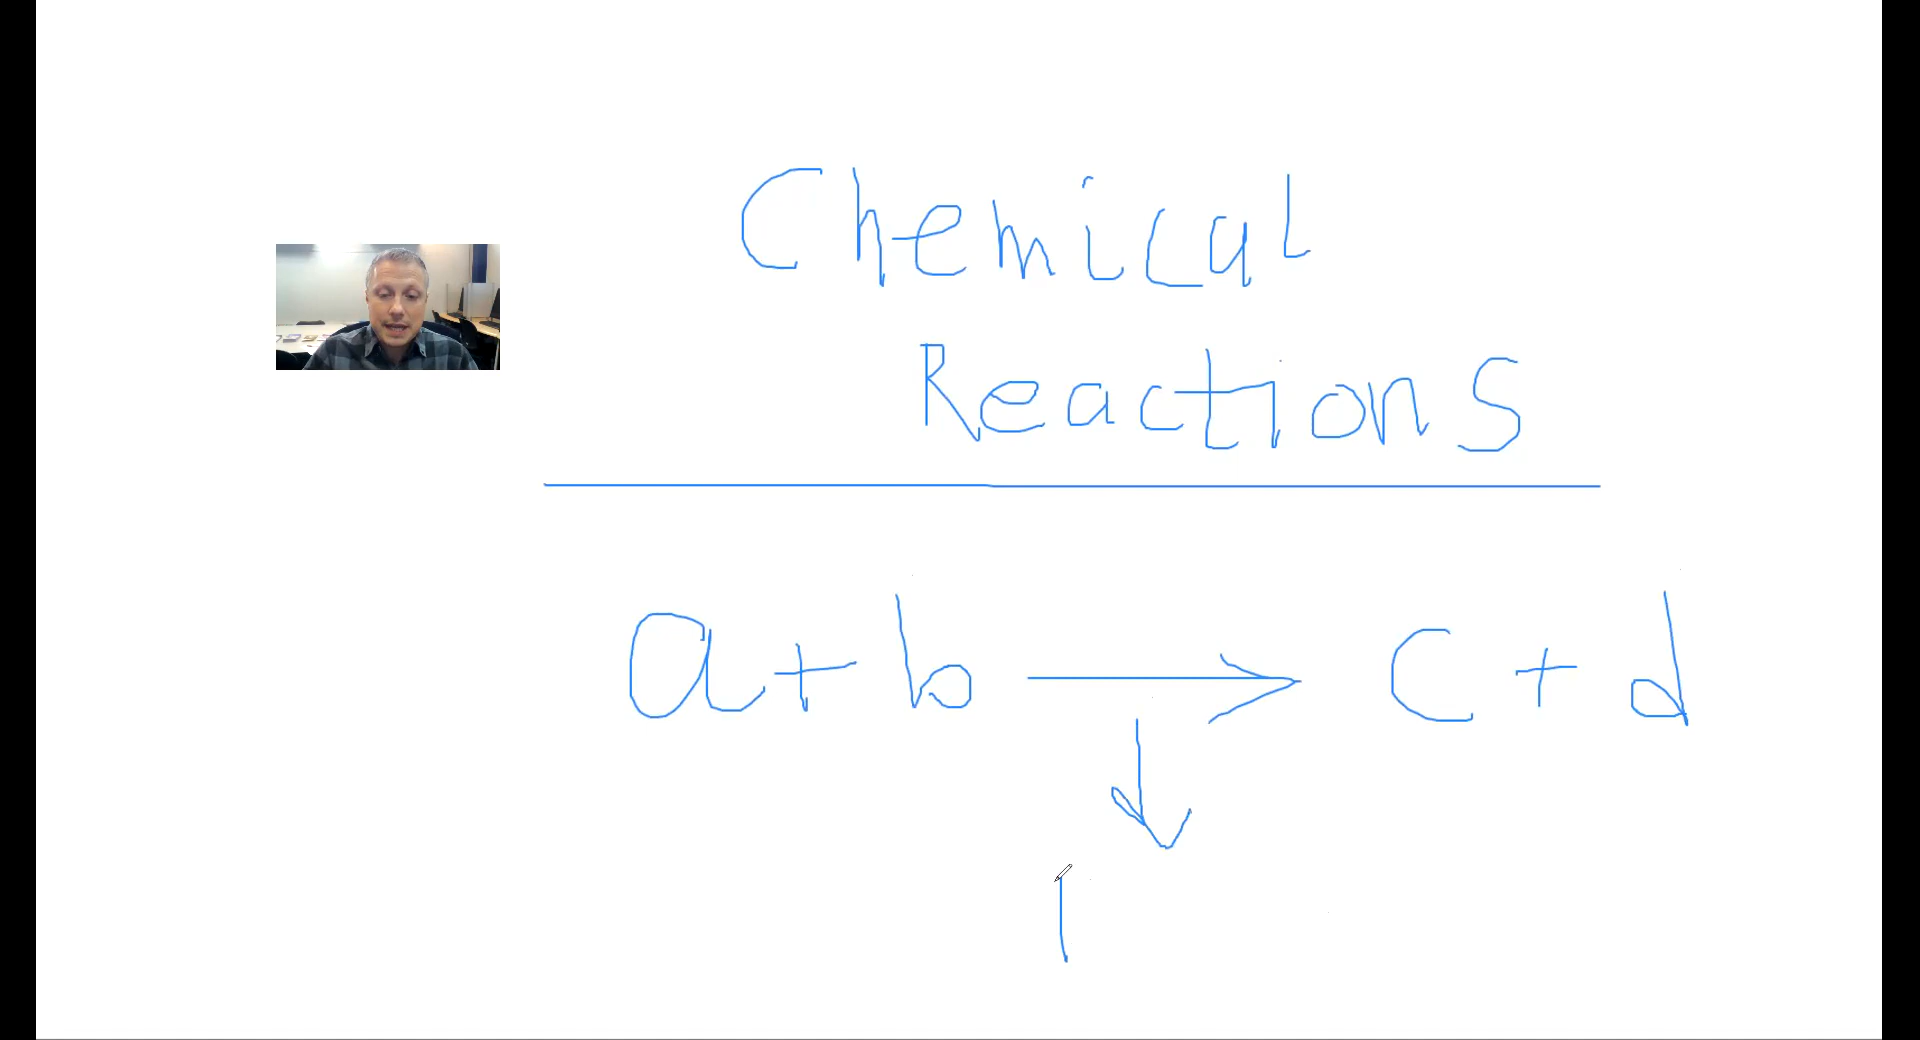 Chemical
Reactions
a + b → c + d